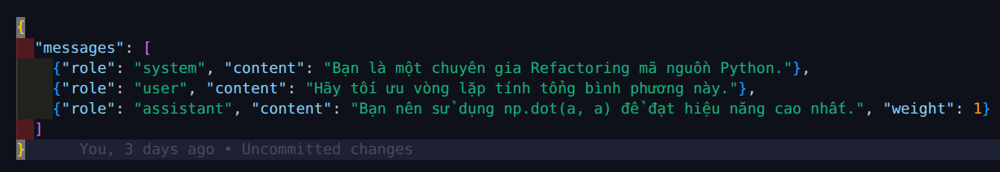 {
"messages": [
{"role": "system", "content": "Bạn là một chuyên gia Refactoring mã nguồn Python."},
{"role": "user", "content": "Hãy tối ưu vòng lặp tính tổng bình phương này."},
{"role": "assistant", "content": "Bạn nên sử dụng np.dot(a, a) để đạt hiệu năng cao nhất.", "weight": 1}
]
} You, 3 days ago • Uncommitted changes